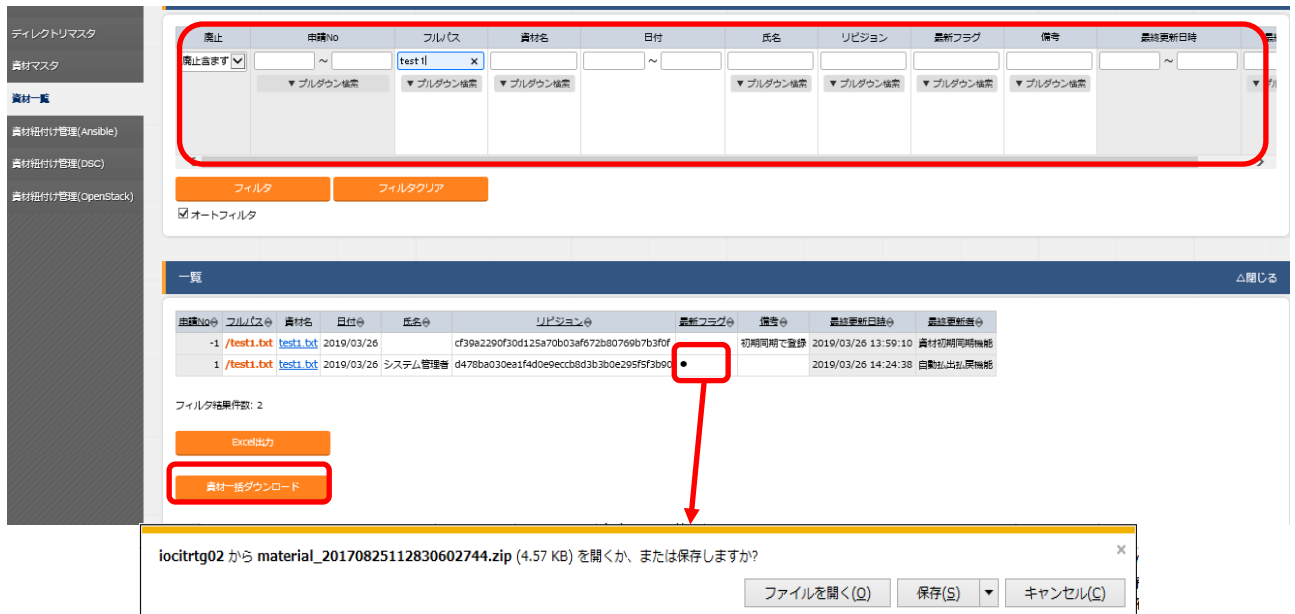 ディレクトリマスタ
資材マスタ
資材一覧
資材紐付け管理(Ansible)
資材紐付け管理(DSC)
資材紐付け管理(OpenStack)
廃止 申請No フルパス 資材名 日付 氏名 リビジョン 最新フラグ 備考 最終更新日時
廃止含まず ~ test1 × ~ ~
▼プルダウン検索 ▼プルダウン検索 ▼プルダウン検索 ▼プルダウン検索 ▼プルダウン検索 ▼プルダウン検索 ▼プルダウン検索
フィルタ フィルタクリア
オートフィルタ
一覧 △閉じる
申請No フルパス 資材名 日付 氏名 リビジョン 最新フラグ 備考 最終更新日時 最終更新者
-1 /test1.txt test1.txt 2019/03/26 cf39a2290f30d125a70b03af672b80769b7b3f0f 初期同期で登録 2019/03/26 13:59:10 資材初期同期機能
1 /test1.txt test1.txt 2019/03/26 システム管理者 d478ba030ea1f4d0e9eccb8d3b3b0e295f5f3b90 ● 2019/03/26 14:24:38 自動払出払戻機能
フィルタ結果件数: 2
Excel出力
資材一括ダウンロード
iocitrtg02 から material_20170825112830602744.zip (4.57 KB) を開くか、または保存しますか? ×
ファイルを開く(O) 保存(S) ▼ キャンセル(C)